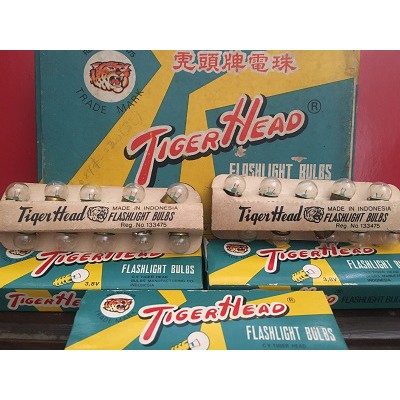 TRADE MARK
虎頭牌電珠
TIGER HEAD ®
FLASHLIGHT BULBS
Tiger Head
MADE IN INDONESIA
FLASHLIGHT BULBS
Reg. No 133475
Tiger Head
MADE IN INDONESIA
FLASHLIGHT BULBS
Reg. No 133475
TIGER HEAD
FLASHLIGHT BULBS
3,8V
INDONESIA
TIGER HEAD
FLASHLIGHT BULBS
TIGER HEAD
TIGER HEAD ®
FLASHLIGHT BULBS